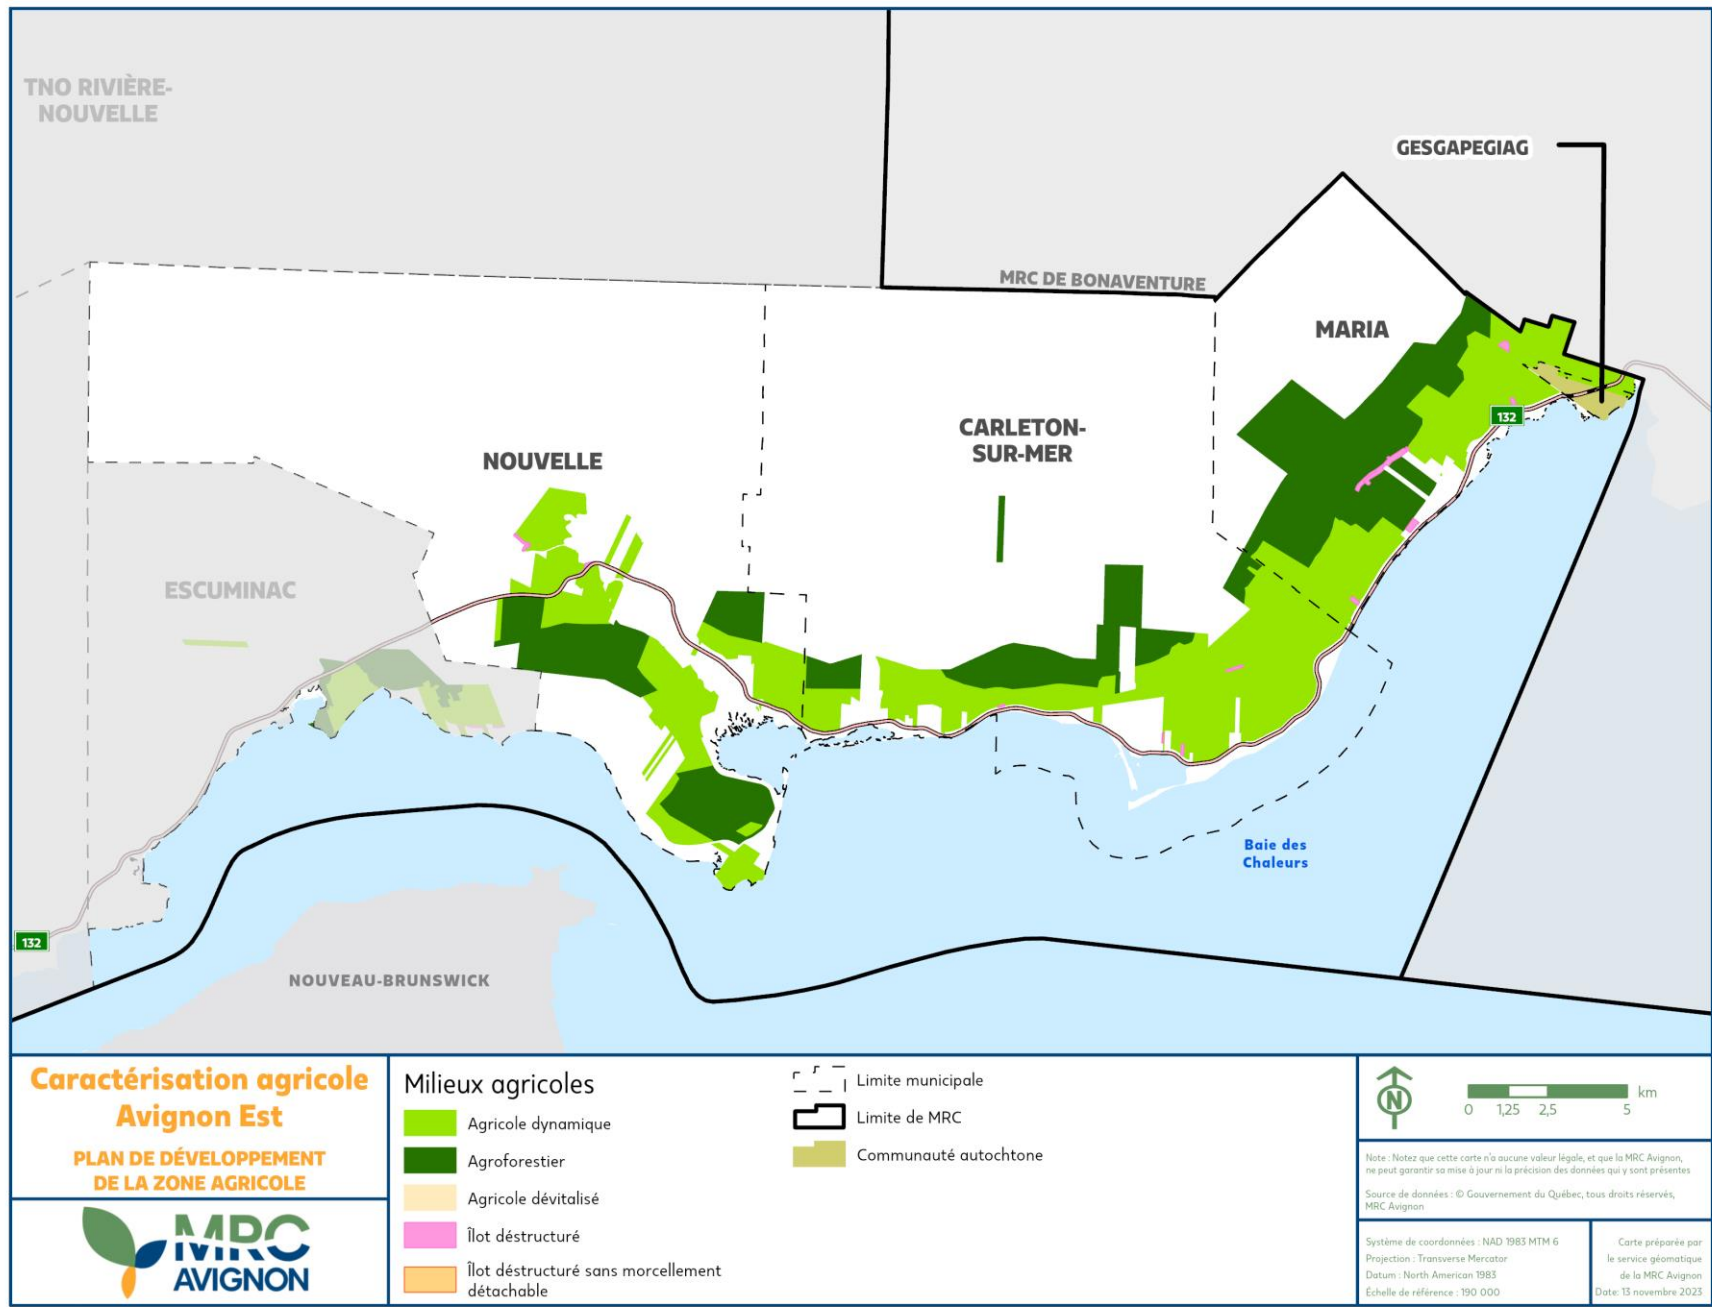 TNO RIVIÈRE-
NOUVELLE
GESGAPEGIAG
MRC DE BONAVENTURE
MARIA
CARLETON-
SUR-MER
NOUVELLE
132
ESCUMINAC
Baie des
Chaleurs
132
NOUVEAU-BRUNSWICK
Caractérisation agricole
Avignon Est
PLAN DE DÉVELOPPEMENT
DE LA ZONE AGRICOLE
MRC
AVIGNON
Milieux agricoles
Agricole dynamique
Agroforestier
Agricole dévitalisé
Îlot déstructuré
Îlot déstructuré sans morcellement
détachable
Limite municipale
Limite de MRC
Communauté autochtone
N
km
0 1,25 2,5 5
Note : Notez que cette carte n'a aucune valeur légale, et que la MRC Avignon,
ne peut garantir sa mise à jour ni la précision des données qui y sont présentes
Source de données : © Gouvernement du Québec, tous droits réservés,
MRC Avignon
Système de coordonnées : NAD 1983 MTM 6
Projection : Transverse Mercator
Datum : North American 1983
Échelle de référence : 190 000
Carte préparée par
le service géomatique
de la MRC Avignon
Date: 13 novembre 2023